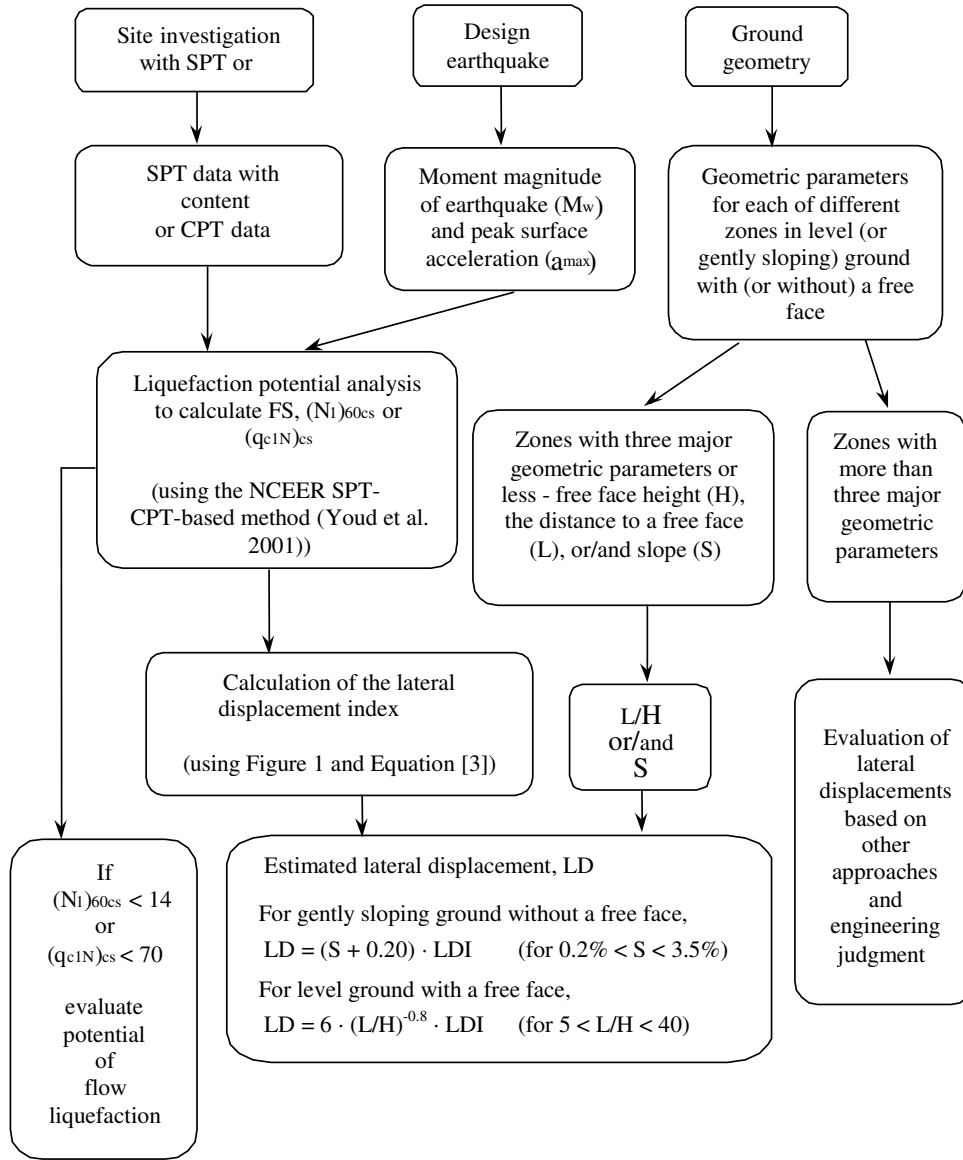 Site investigation
with SPT or
Design
earthquake
Ground
geometry
SPT data with
content
or CPT data
Moment magnitude
of earthquake (Mw)
and peak surface
acceleration (amax)
Geometric parameters
for each of different
zones in level (or
gently sloping) ground
with (or without) a free
face
Liquefaction potential analysis
to calculate FS, (N1)60cs or
(qc1N)cs
(using the NCEER SPT-
CPT-based method (Youd et al.
2001))
Zones with three major
geometric parameters or
less - free face height (H),
the distance to a free face
(L), or/and slope (S)
Zones with
more than
three major
geometric
parameters
Calculation of the lateral
displacement index
(using Figure 1 and Equation [3])
L/H
or/and
S
Evaluation of
lateral
displacements
based on
other
approaches
and
engineering
judgment
If
(N1)60cs < 14
or
(qc1N)cs < 70
evaluate
potential
of
flow
liquefaction
Estimated lateral displacement, LD
For gently sloping ground without a free face,
LD = (S + 0.20) · LDI (for 0.2% < S < 3.5%)
For level ground with a free face,
LD = 6 · (L/H)^-0.8 · LDI (for 5 < L/H < 40)